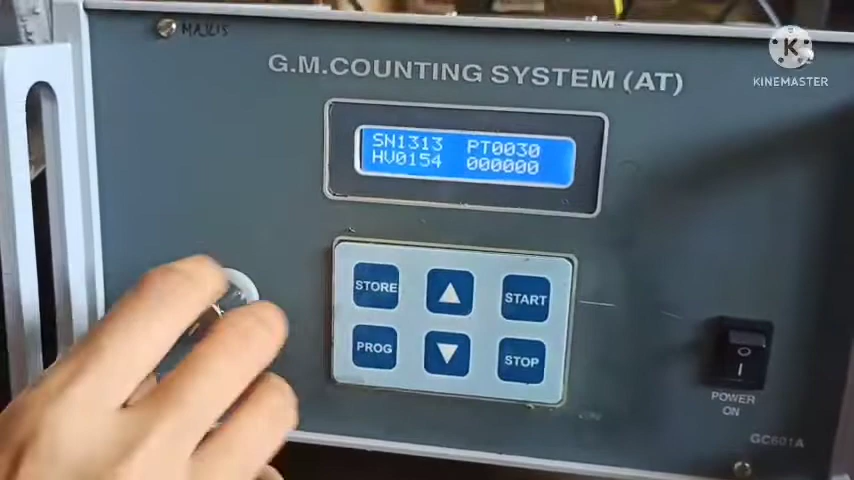 G.M.COUNTING SYSTEM (AT)
K
KINEMASTER
SN1313 PT0030
HV0154 000000
STORE
START
PROG
STOP
POWER
ON
GC601A